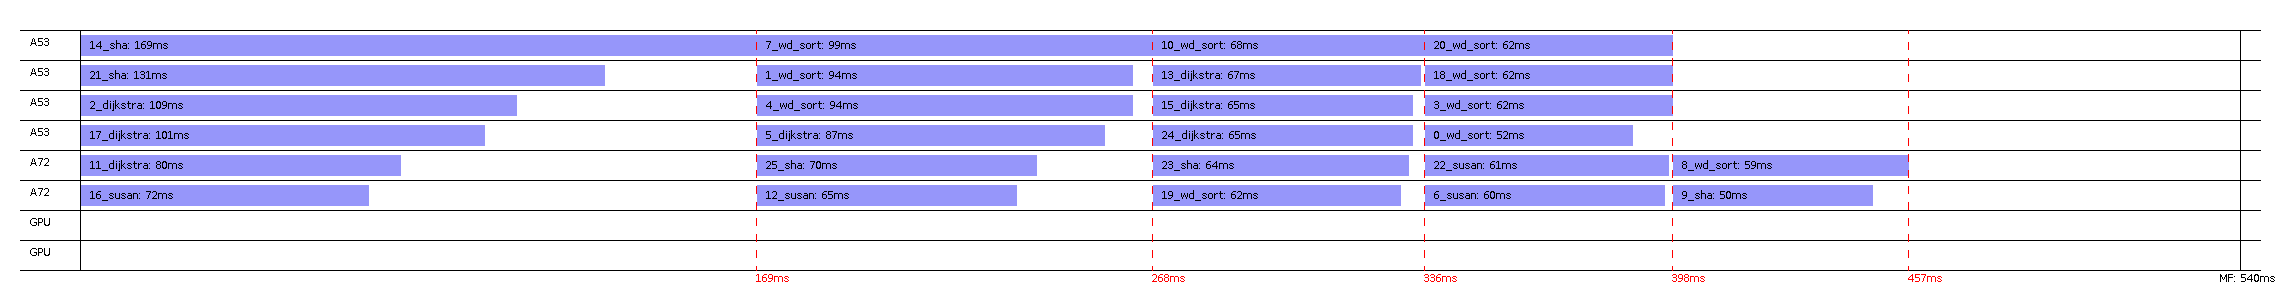 A53 14_sha: 169ms 7_wd_sort: 99ms 10_wd_sort: 68ms 20_wd_sort: 62ms
A53 21_sha: 131ms 1_wd_sort: 94ms 13_dijkstra: 67ms 18_wd_sort: 62ms
A53 2_dijkstra: 109ms 4_wd_sort: 94ms 15_dijkstra: 65ms 3_wd_sort: 62ms
A53 17_dijkstra: 101ms 5_dijkstra: 87ms 24_dijkstra: 65ms 0_wd_sort: 52ms
A72 11_dijkstra: 80ms 25_sha: 70ms 23_sha: 64ms 22_susan: 61ms 8_wd_sort: 59ms
A72 16_susan: 72ms 12_susan: 65ms 19_wd_sort: 62ms 6_susan: 60ms 9_sha: 50ms
GPU
GPU
169ms 268ms 336ms 398ms 457ms MF: 540ms